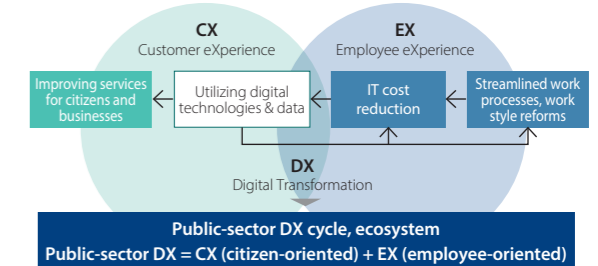 CX
Customer eXperience
EX
Employee eXperience
Improving services
for citizens and
businesses
Utilizing digital
technologies & data
IT cost
reduction
Streamlined work
processes, work
style reforms
DX
Digital Transformation
Public-sector DX cycle, ecosystem
Public-sector DX = CX (citizen-oriented) + EX (employee-oriented)